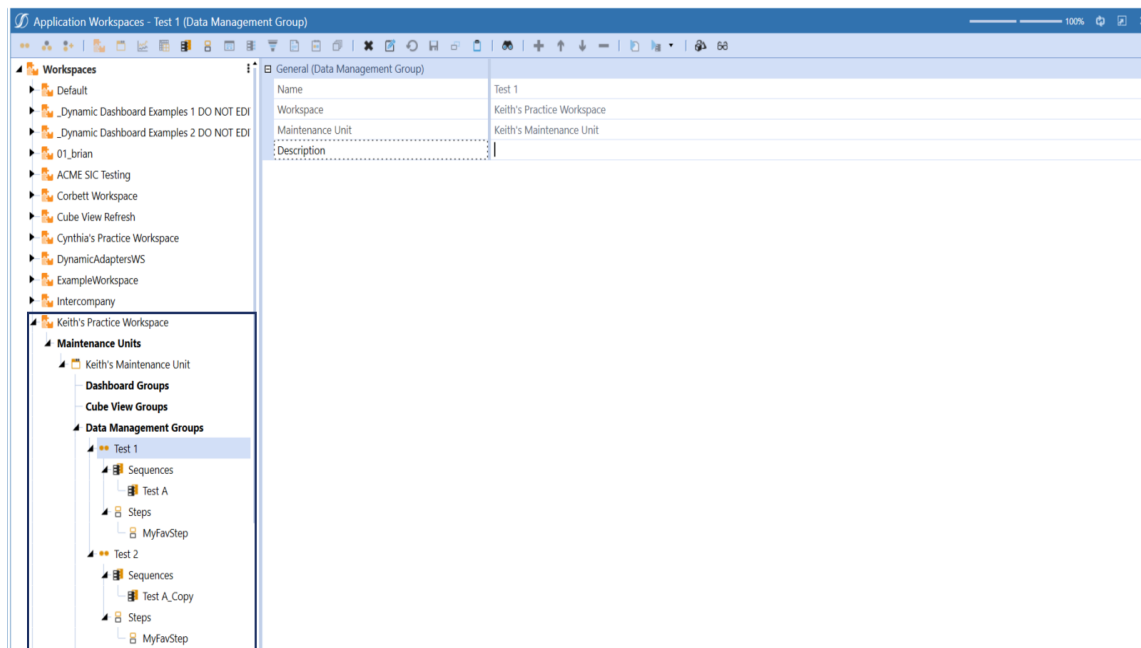 Application Workspaces - Test 1 (Data Management Group)
100%
Workspaces
Default
_Dynamic Dashboard Examples 1 DO NOT EDI
_Dynamic Dashboard Examples 2 DO NOT EDI
01_brian
ACME SIC Testing
Corbett Workspace
Cube View Refresh
Cynthia's Practice Workspace
DynamicAdaptersWS
ExampleWorkspace
Intercompany
Keith's Practice Workspace
Maintenance Units
Keith's Maintenance Unit
Dashboard Groups
Cube View Groups
Data Management Groups
Test 1
Sequences
Test A
Steps
MyFavStep
Test 2
Sequences
Test A_Copy
Steps
MyFavStep
General (Data Management Group)
Name Test 1
Workspace Keith's Practice Workspace
Maintenance Unit Keith's Maintenance Unit
Description